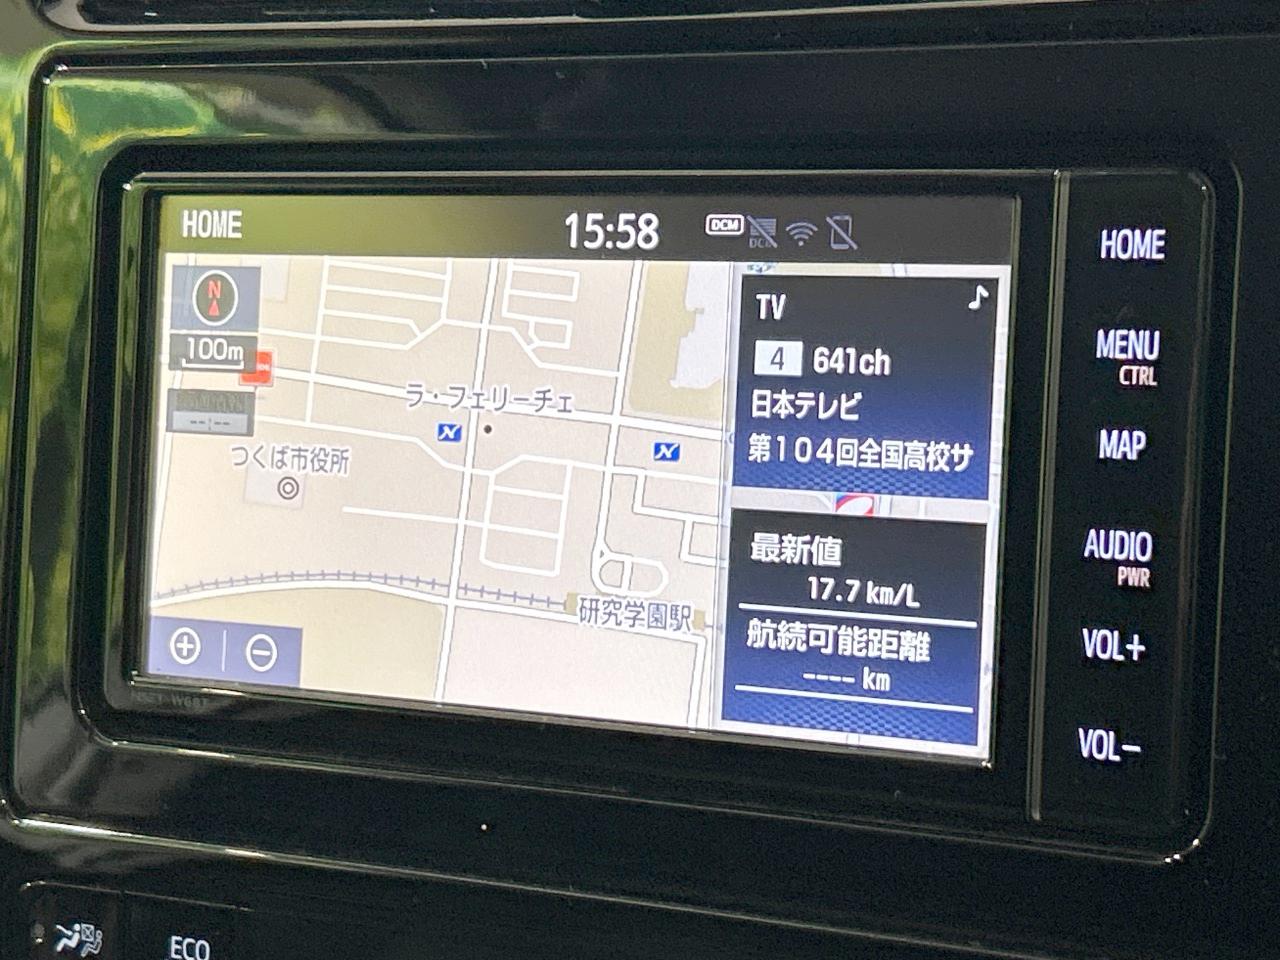 HOME
15:58
DCM
DCM
N
100m
--:--
ラ・フェリーチェ
つくば市役所
研究学園駅
TV
4 641ch
日本テレビ
第104回全国高校サ
最新値
17.7 km/L
航続可能距離
---- km
HOME
MENU
CTRL
MAP
AUDIO
PWR
VOL+
VOL-
ECO